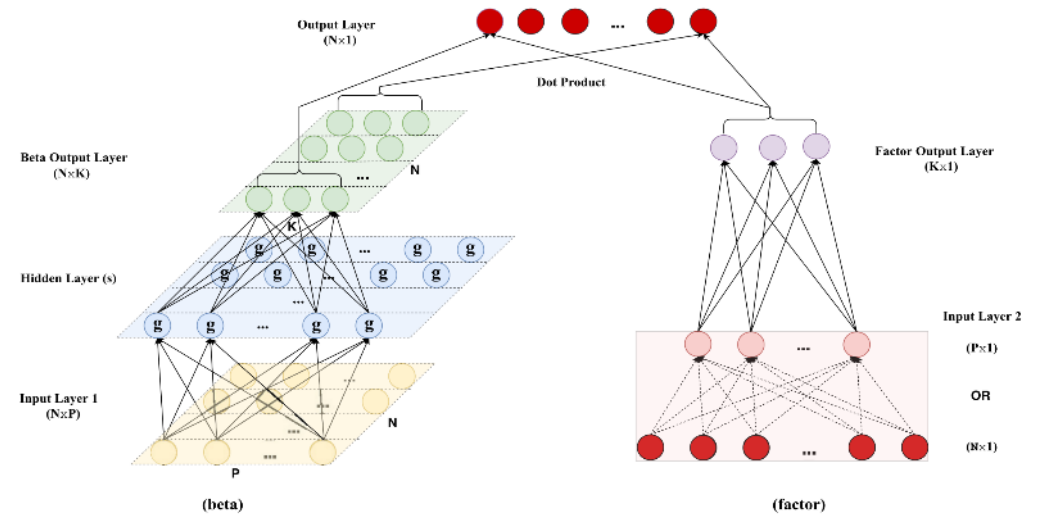 Output Layer
(N×1)
...
Dot Product
Beta Output Layer
(N×K)
N
...
K
Factor Output Layer
(K×1)
Hidden Layer (s)
g g ... g g
g g ... g g
...
g g ... g g
Input Layer 1
(N×P)
...
...
...
...
...
N
P
Input Layer 2
(P×1)
...
OR
(N×1)
...
(beta)
(factor)